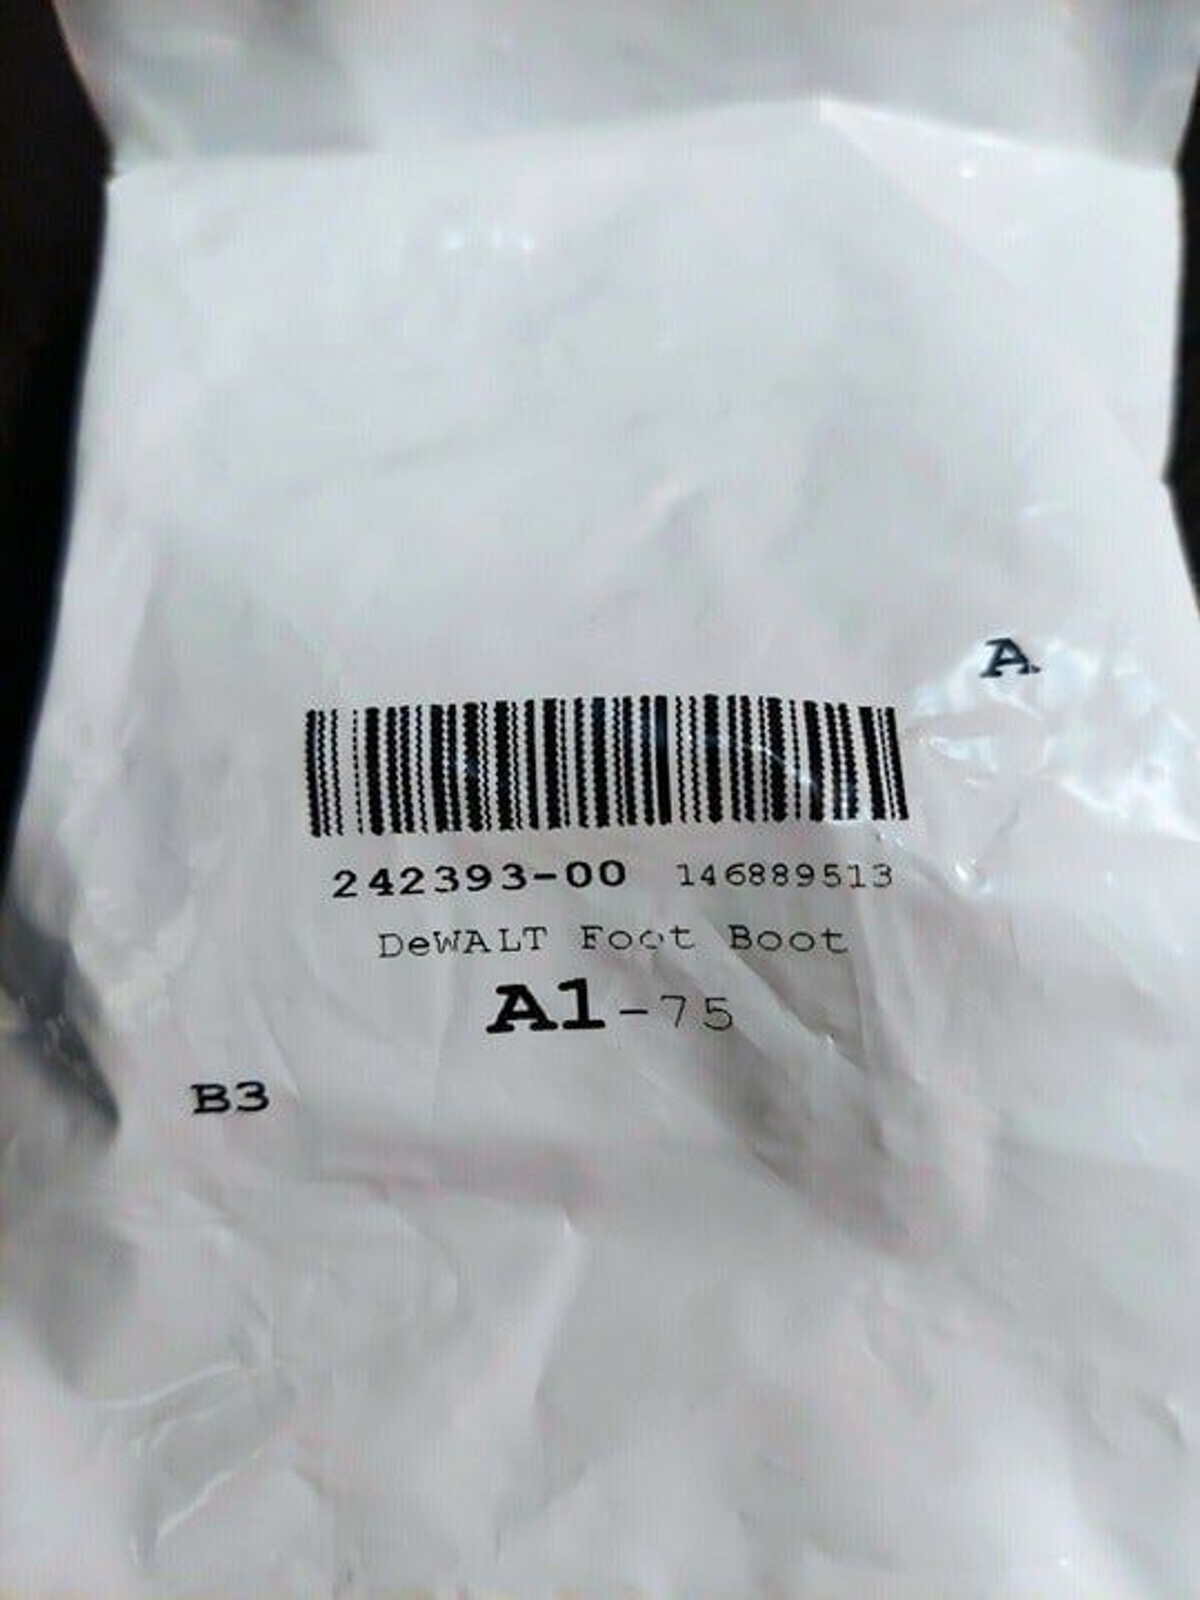 A
242393-00 146889513
DeWALT Foot Boot
A1-75
B3